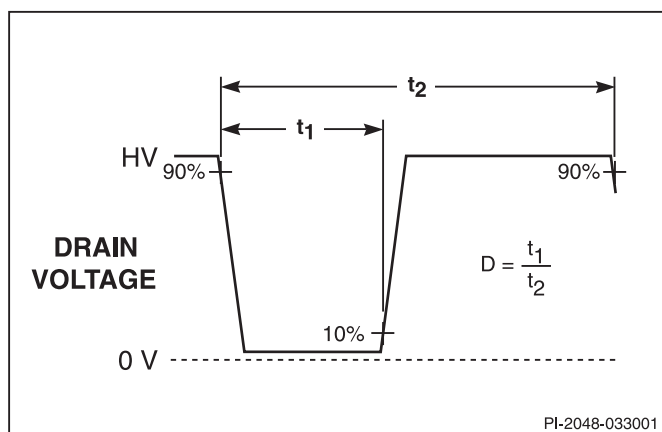 t2
t1
HV
90%
90%
DRAIN
VOLTAGE
D = t1
t2
10%
0 V
PI-2048-033001